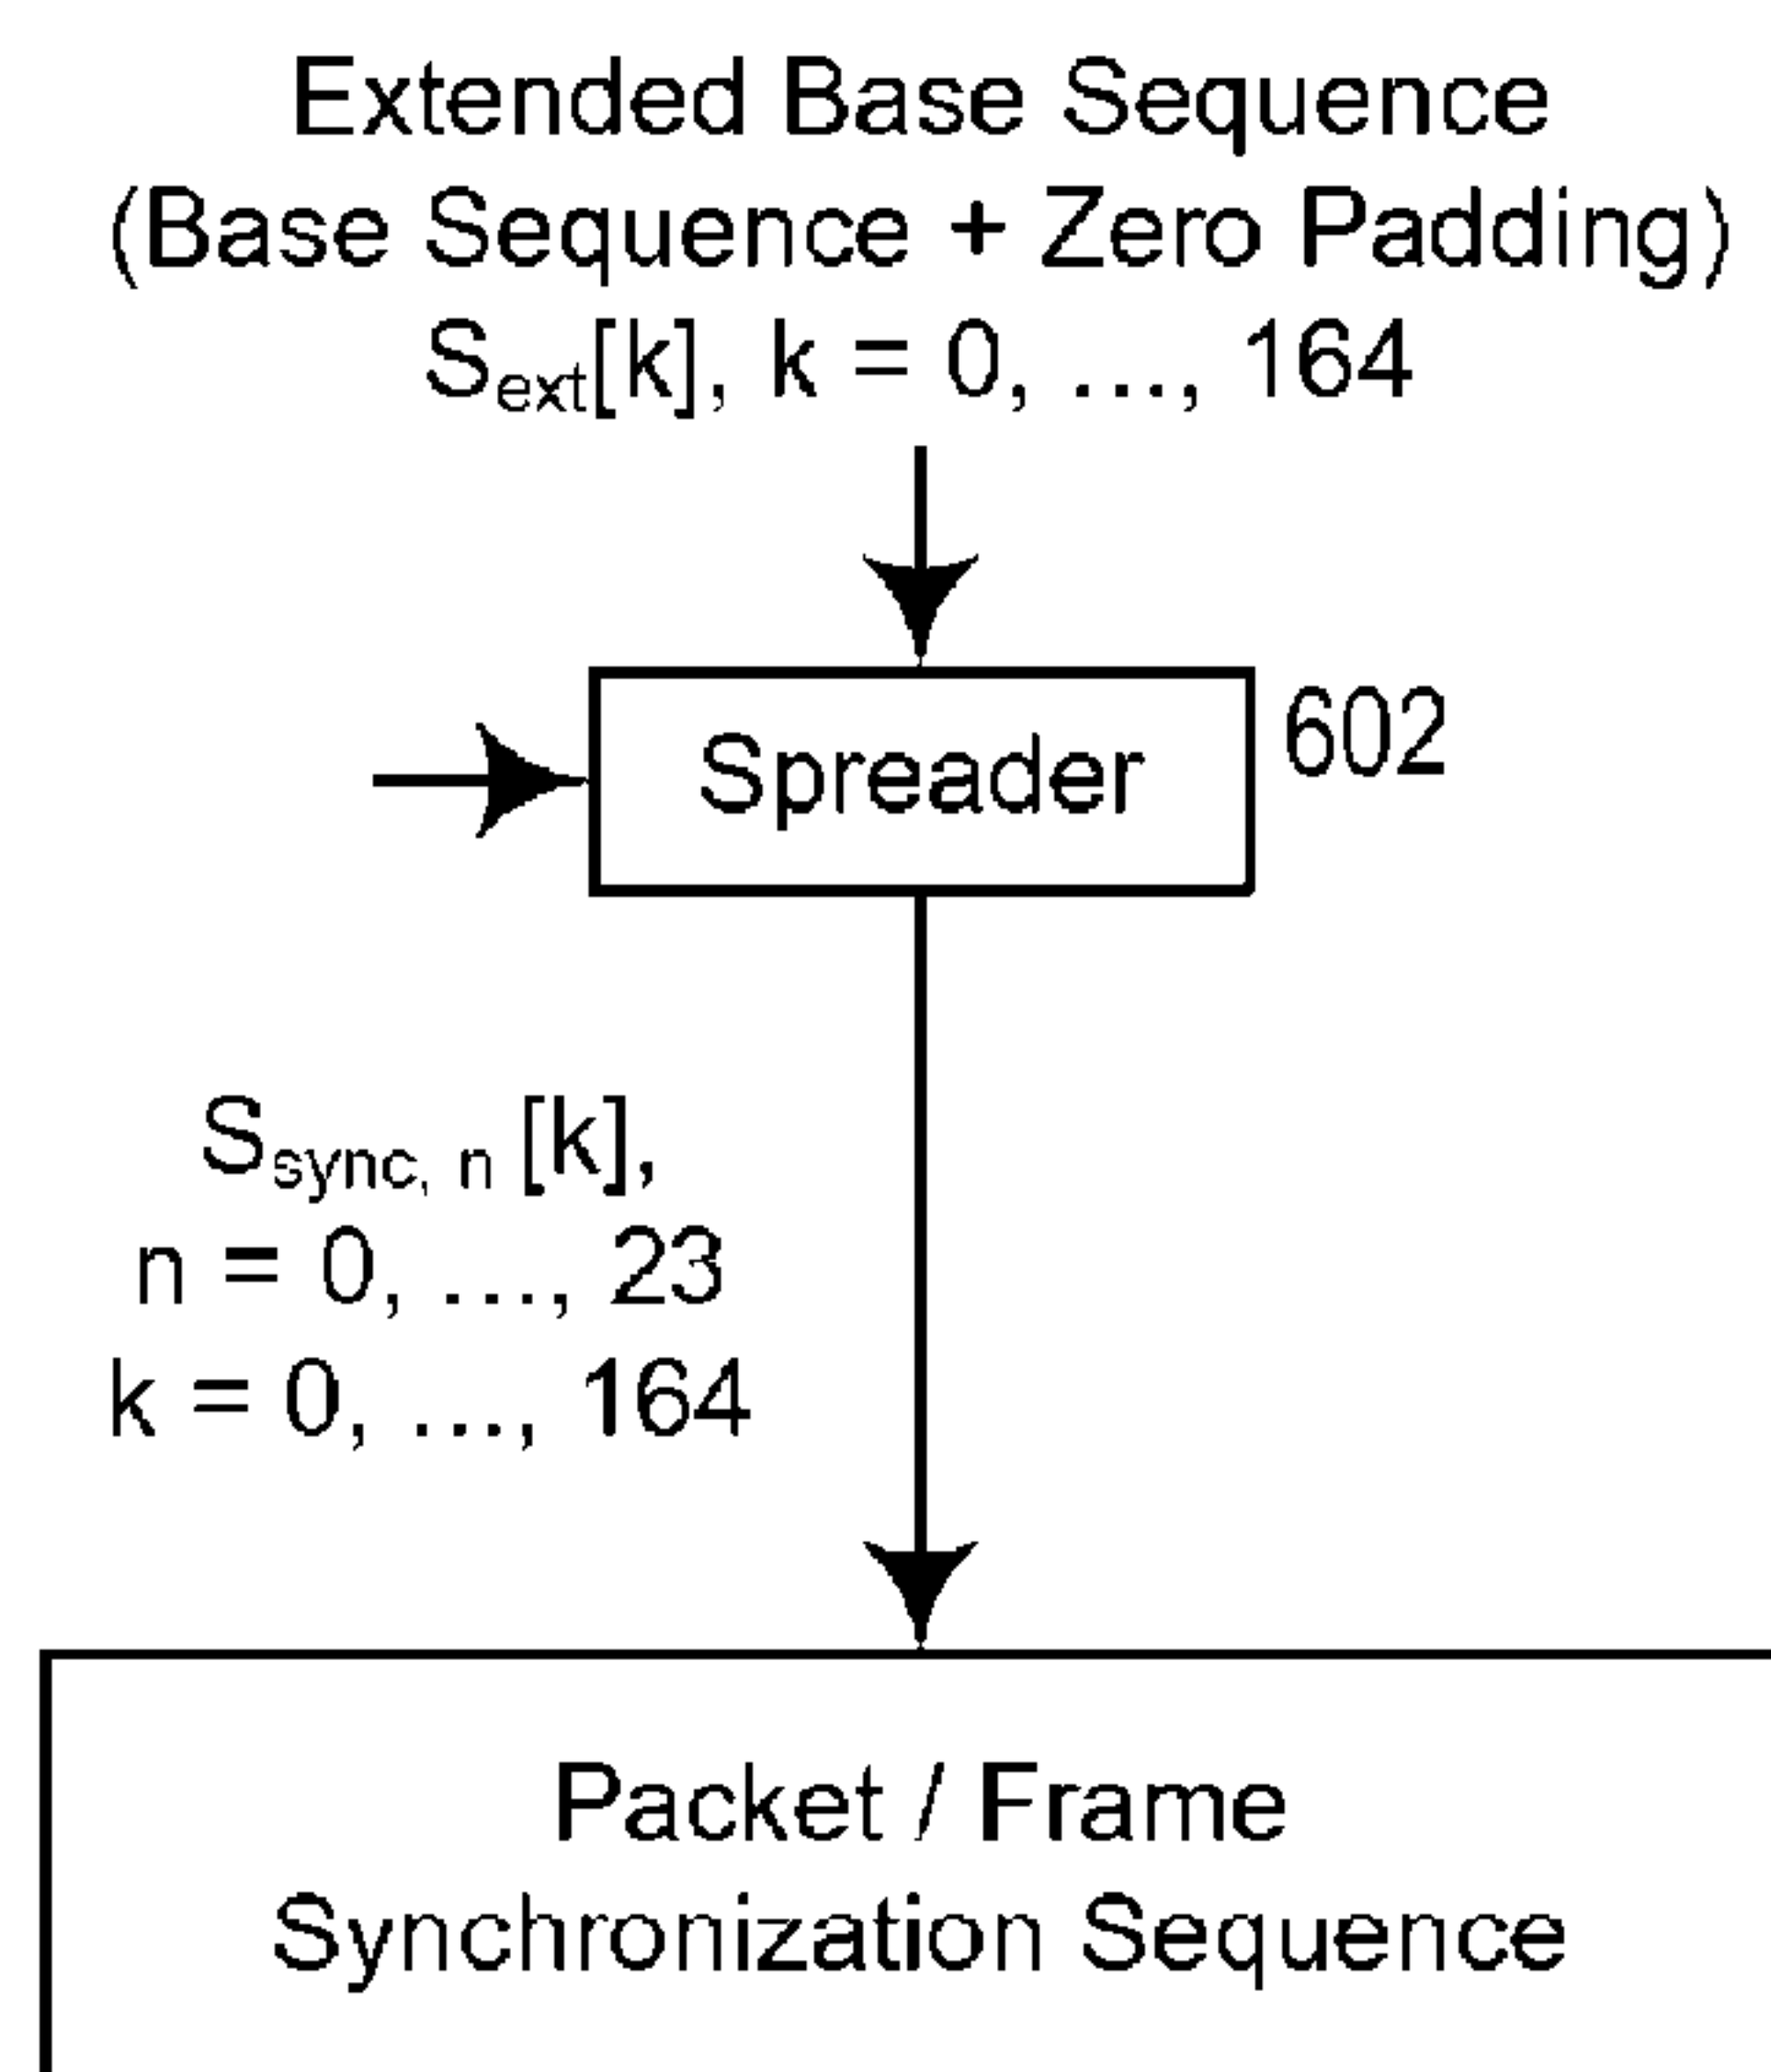 Extended Base Sequence
(Base Sequence + Zero Padding)
Sext[k], k = 0, ..., 164
Spreader
602
Ssync, n [k],
n = 0, ..., 23
k = 0, ..., 164
Packet / Frame
Synchronization Sequence